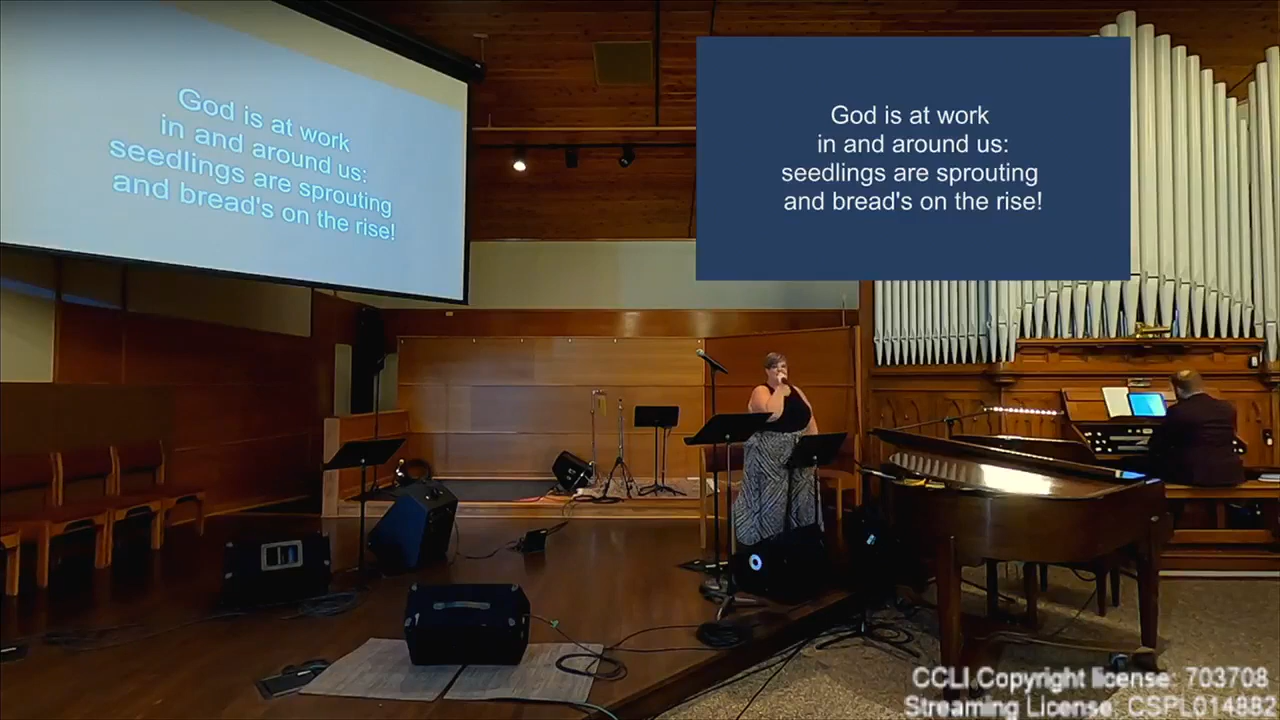 God is at work
in and around us:
seedlings are sprouting
and bread's on the rise!
God is at work
in and around us:
seedlings are sprouting
and bread's on the rise!
CCLI Copyright license: 703708
Streaming License: CSPL014882